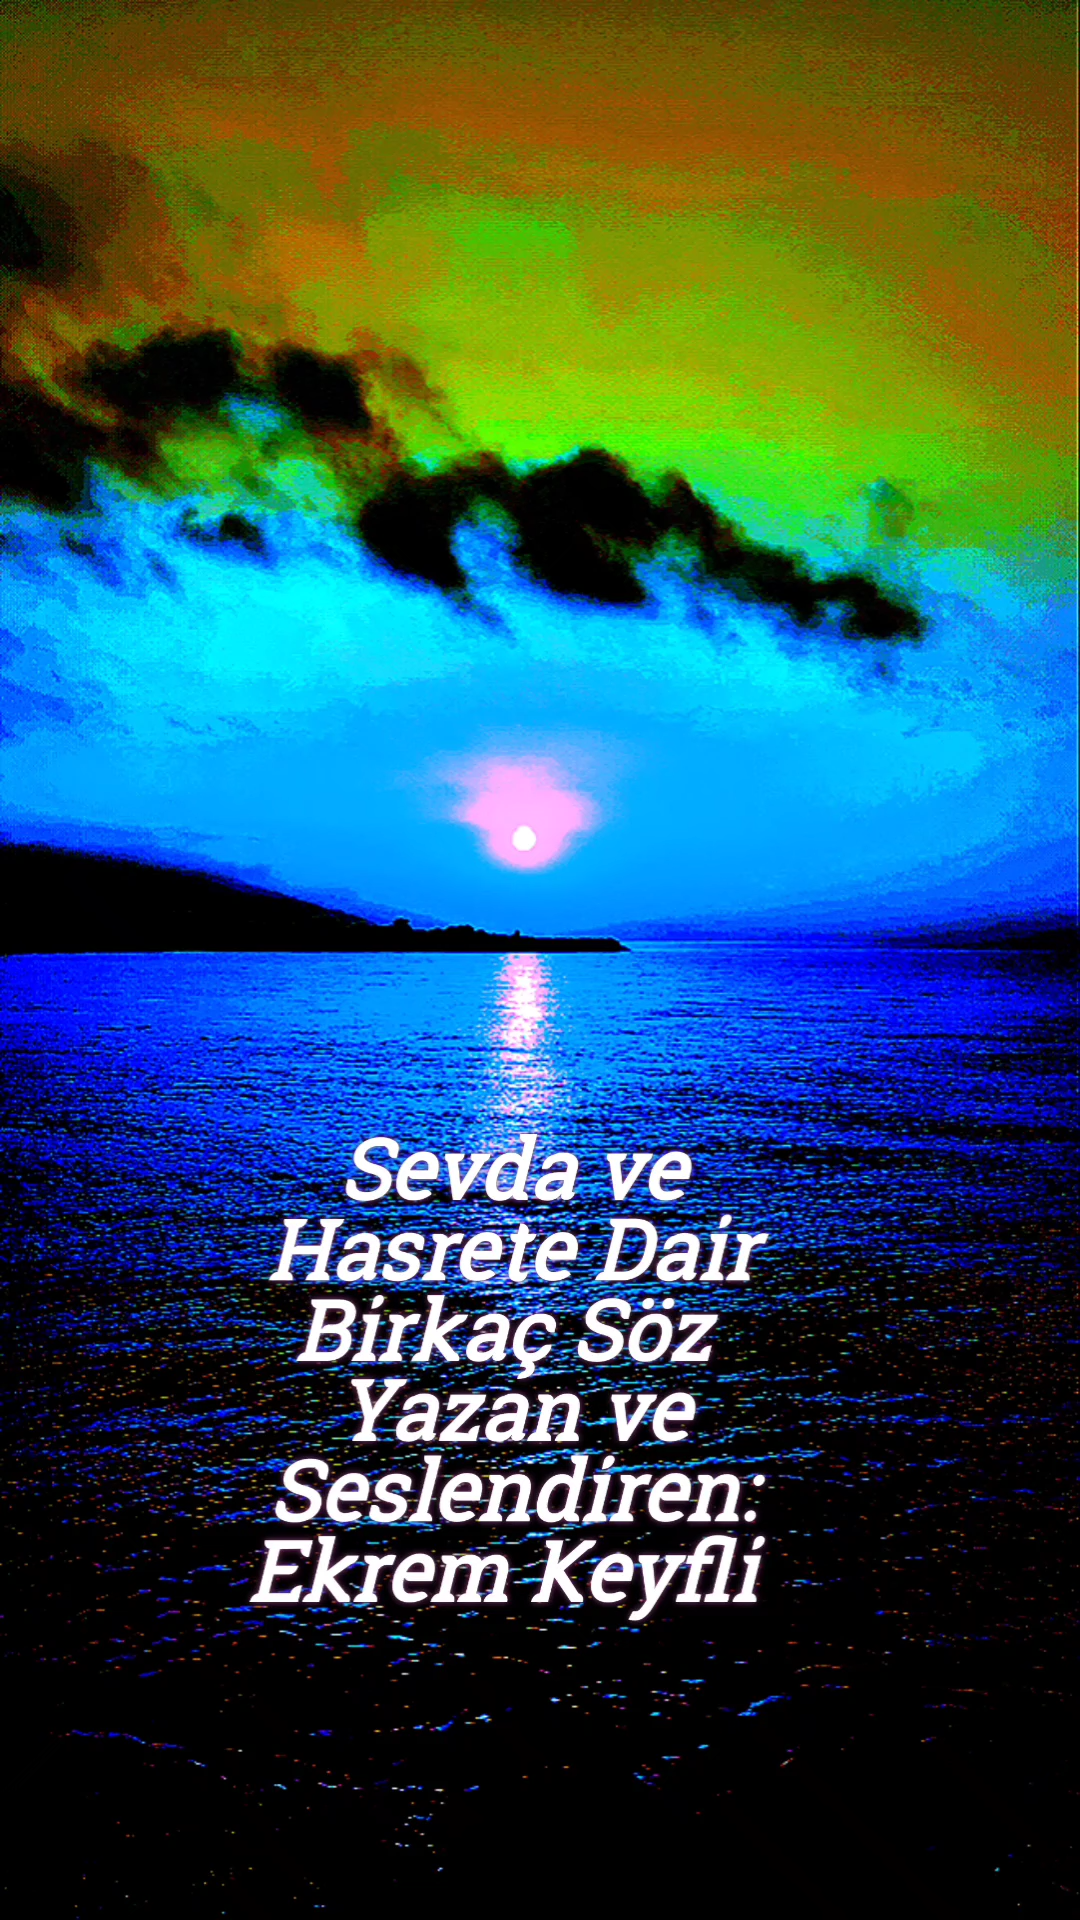 Sevda ve
Hasrete Dair
Birkaç Söz
Yazan ve
Seslendiren:
Ekrem Keyfli